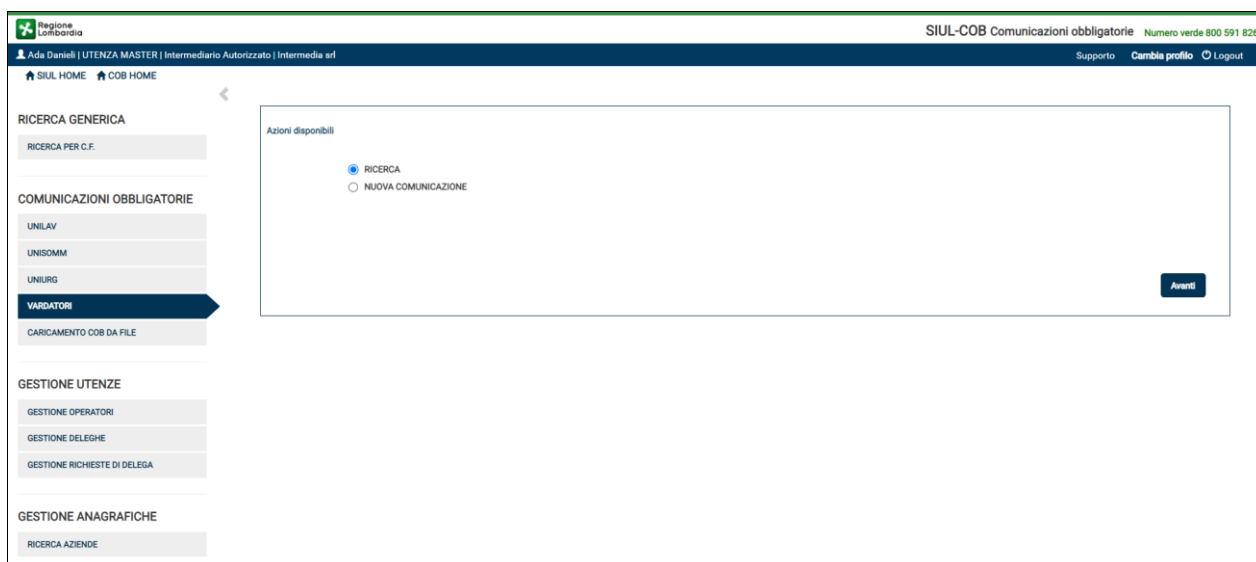 Regione
Lombardia
SIUL-COB Comunicazioni obbligatorie Numero verde 800 591 826
Ada Danieli | UTENZA MASTER | Intermediario Autorizzato | Intermedia srl
Supporto Cambia profilo Logout
SIUL HOME COB HOME
RICERCA GENERICA
RICERCA PER C.F.
COMUNICAZIONI OBBLIGATORIE
UNILAV
UNISOMM
UNIURG
VARDATORI
CARICAMENTO COB DA FILE
GESTIONE UTENZE
GESTIONE OPERATORI
GESTIONE DELEGHE
GESTIONE RICHIESTE DI DELEGA
GESTIONE ANAGRAFICHE
RICERCA AZIENDE
Azioni disponibili
RICERCA
NUOVA COMUNICAZIONE
Avanti